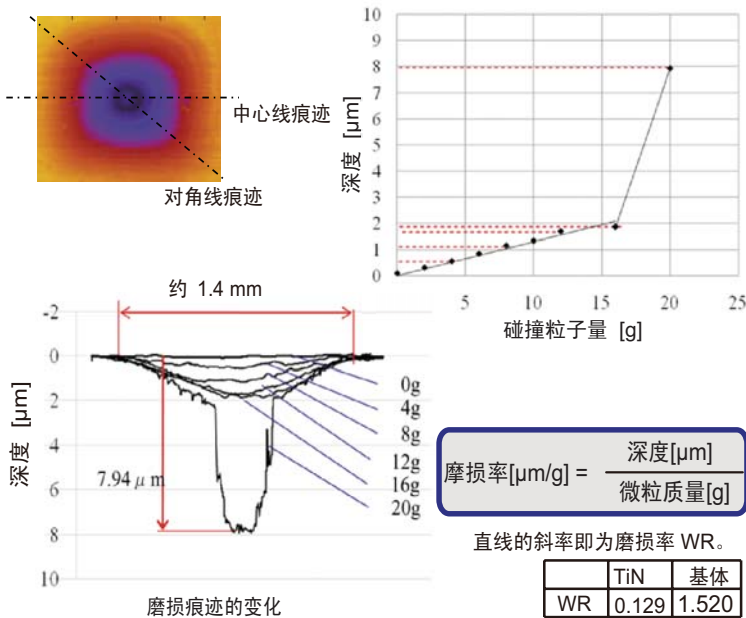 中心线痕迹
对角线痕迹
10
9
8
7
6
5
4
3
2
1
0
深度 [μm]
0 5 10 15 20 25
碰撞粒子量 [g]
约 1.4 mm
-2
0
2
4
6
8
10
深度 [μm]
7.94 μ m
0g
4g
8g
12g
16g
20g
磨损痕迹的变化
摩损率[μm/g] =
深度[μm]
微粒质量[g]
直线的斜率即为磨损率 WR。
TiN 基体
WR 0.129 1.520